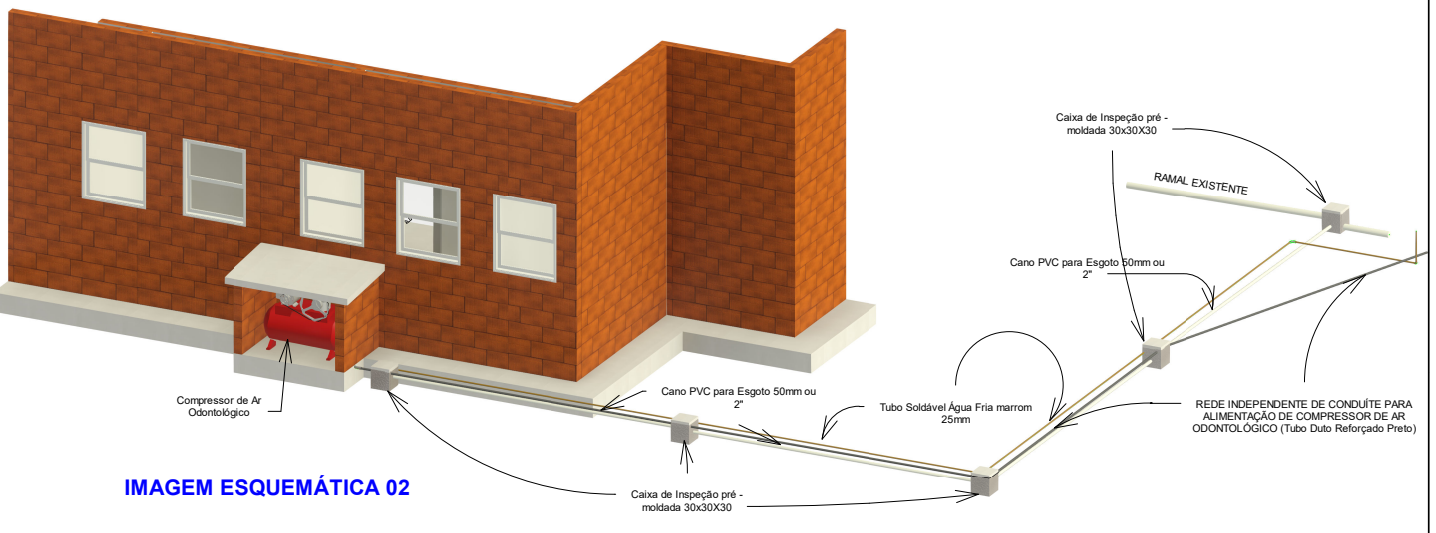 Caixa de Inspeção pré -
moldada 30x30X30
RAMAL EXISTENTE
Cano PVC para Esgoto 50mm ou
2"
Compressor de Ar
Odontológico
Cano PVC para Esgoto 50mm ou
2"
Tubo Soldável Água Fria marrom
25mm
REDE INDEPENDENTE DE CONDUÍTE PARA
ALIMENTAÇÃO DE COMPRESSOR DE AR
ODONTOLÓGICO (Tubo Duto Reforçado Preto)
IMAGEM ESQUEMÁTICA 02
Caixa de Inspeção pré -
moldada 30x30X30